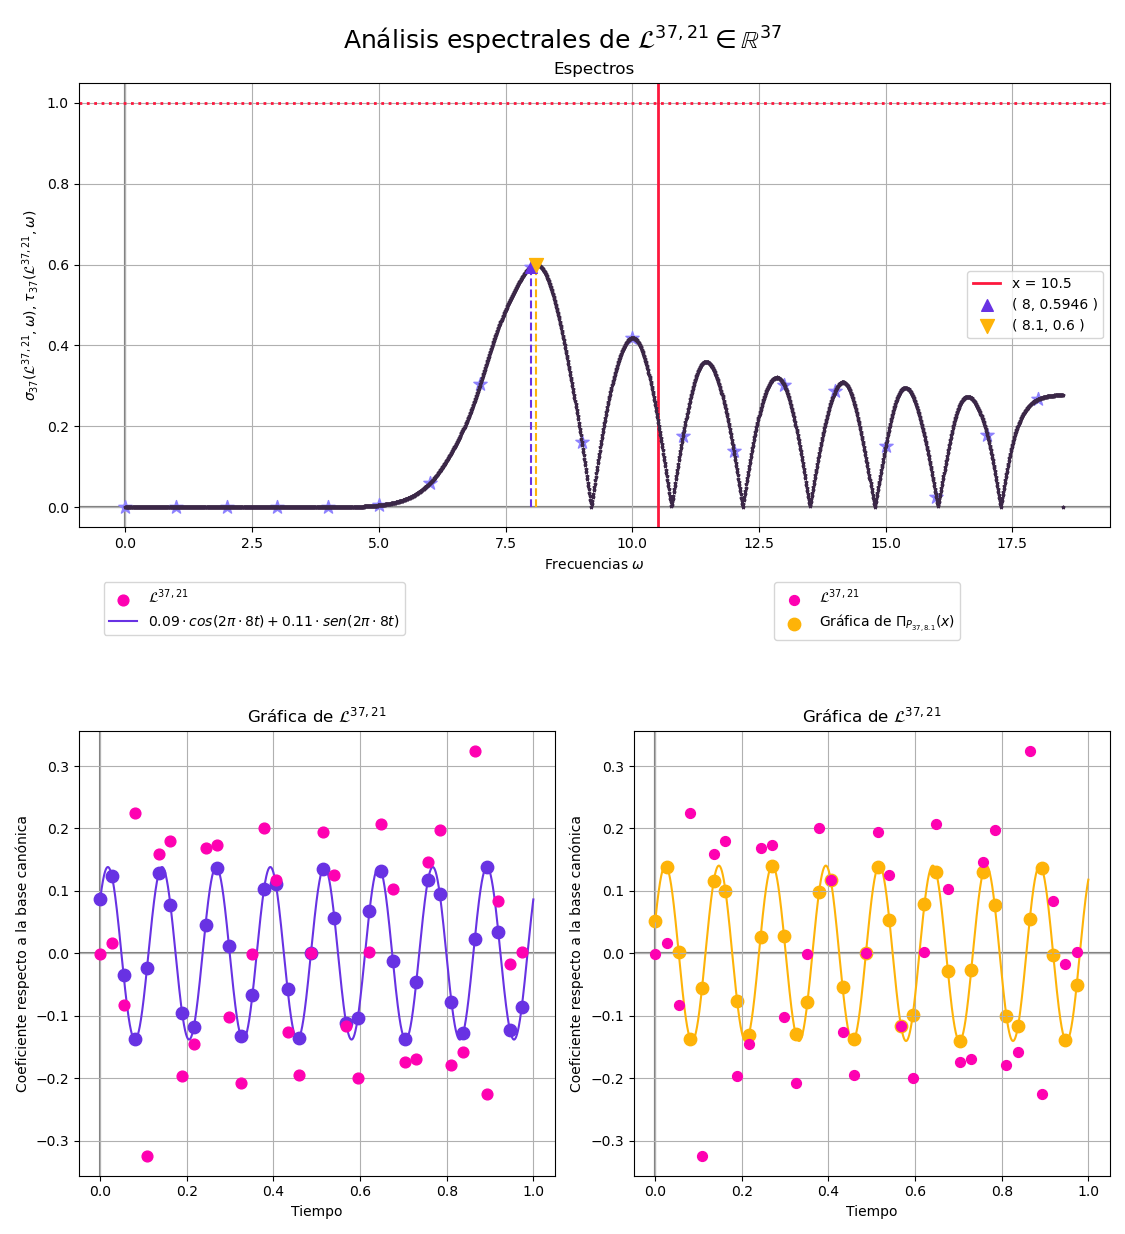 Análisis espectrales de $\mathcal{L}^{37,21} \in \mathbb{R}^{37}$
Espectros
1.0
0.8
0.6
0.4
0.2
0.0
$\sigma_{37}(\mathcal{L}^{37,21}, \omega)$, $\tau_{37}(\mathcal{L}^{37,21}, \omega)$
x = 10.5
( 8, 0.5946 )
( 8.1, 0.6 )
0.0 2.5 5.0 7.5 10.0 12.5 15.0 17.5
Frecuencias $\omega$
$\mathcal{L}^{37,21}$
$0.09 \cdot cos(2\pi \cdot 8t) + 0.11 \cdot sen(2\pi \cdot 8t)$
$\mathcal{L}^{37,21}$
Gráfica de $\Pi_{P_{37,8.1}}(x)$
Gráfica de $\mathcal{L}^{37,21}$
Coeficiente respecto a la base canónica
0.3
0.2
0.1
0.0
−0.1
−0.2
−0.3
0.0 0.2 0.4 0.6 0.8 1.0
Tiempo
Gráfica de $\mathcal{L}^{37,21}$
Coeficiente respecto a la base canónica
0.3
0.2
0.1
0.0
−0.1
−0.2
−0.3
0.0 0.2 0.4 0.6 0.8 1.0
Tiempo